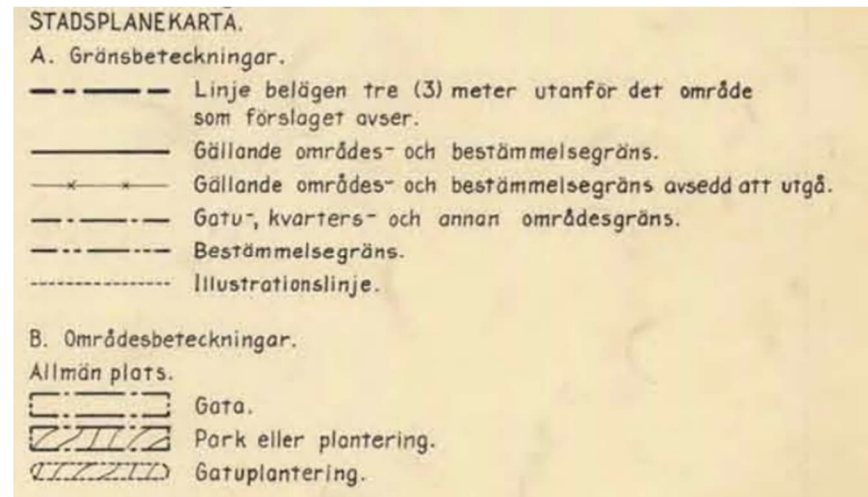 STADSPLANEKARTA.
A. Gränsbeteckningar.
Linje belägen tre (3) meter utanför det område
som förslaget avser.
Gällande områdes- och bestämmelsegräns.
Gällande områdes- och bestämmelsegräns avsedd att utgå.
Gatu-, kvarters- och annan områdesgräns.
Bestämmelsegräns.
Illustrationslinje.
B. Områdesbeteckningar.
Allmän plats.
Gata.
Park eller plantering.
Gatuplantering.